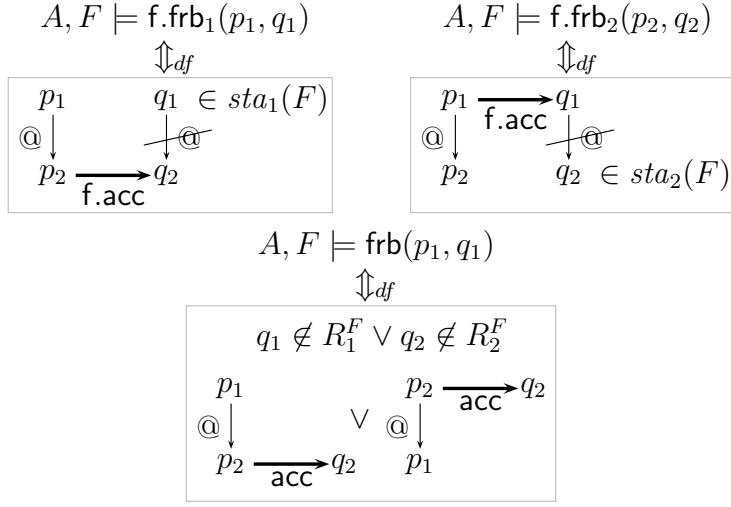 A, F ⊨ f.frb₁(p₁, q₁)
⇕df
p₁ q₁ ∈ sta₁(F)
@ @
p₂ q₂
f.acc
A, F ⊨ f.frb₂(p₂, q₂)
⇕df
p₁ q₁
f.acc
@ @
p₂ q₂ ∈ sta₂(F)
A, F ⊨ frb(p₁, q₁)
⇕df
q₁ ∉ R₁^F ∨ q₂ ∉ R₂^F
p₁
@
p₂ q₂
acc
∨
p₂ q₂
acc
@
p₁